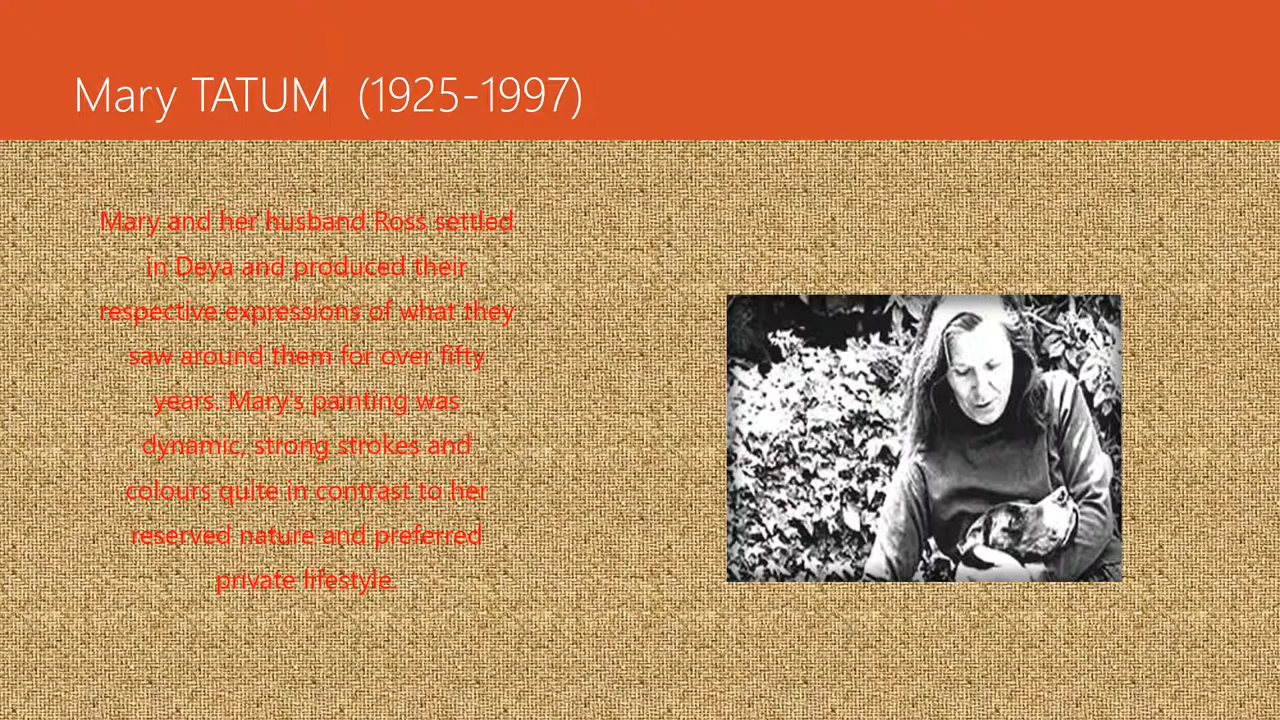 Mary TATUM (1925-1997)
Mary and her husband Ross settled
in Deya and produced their
respective expressions of what they
saw around them for over fifty
years. Mary's painting was
dynamic, strong strokes and
colours quite in contrast to her
reserved nature and preferred
private lifestyle.